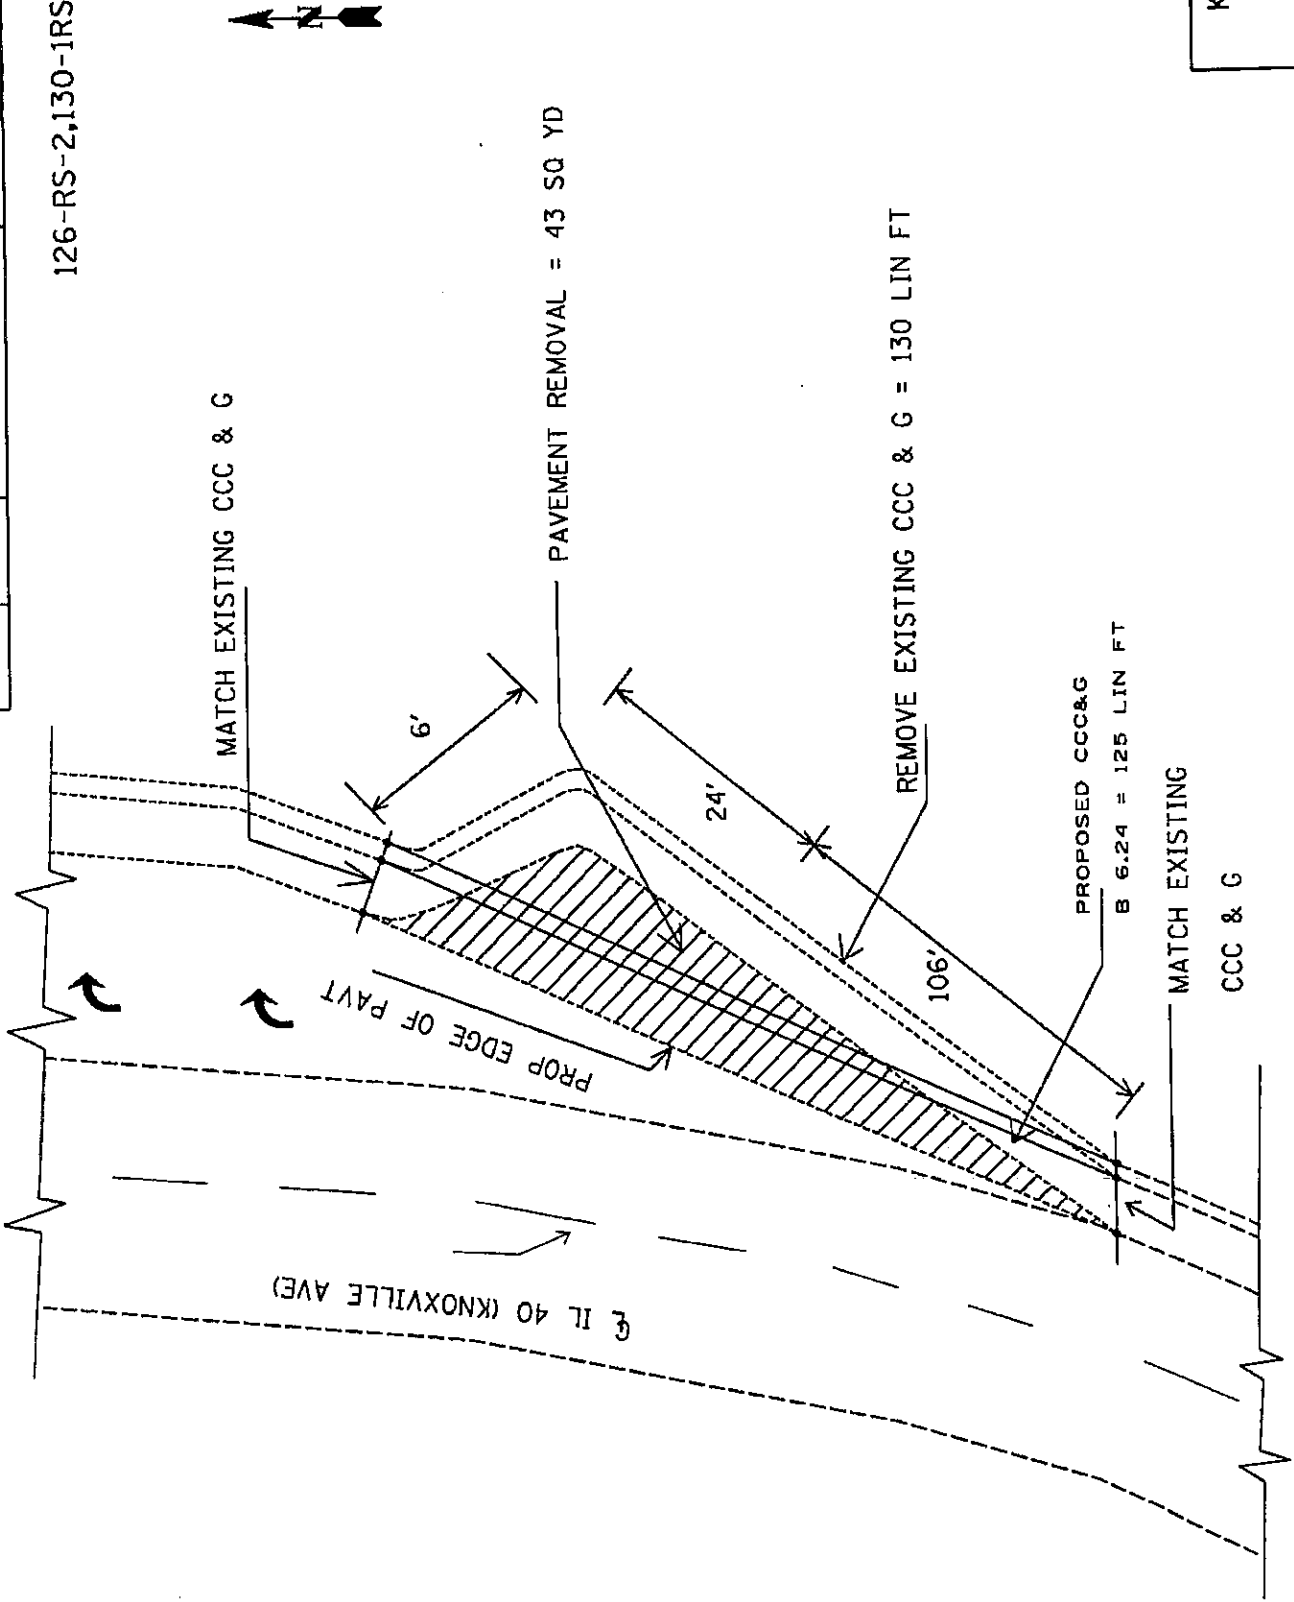 126-RS-2,130-1RS
N
K
MATCH EXISTING CCC & G
6'
PAVEMENT REMOVAL = 43 SQ YD
24'
REMOVE EXISTING CCC & G = 130 LIN FT
106'
PROPOSED CCC&G
B 6.24 = 125 LIN FT
MATCH EXISTING
CCC & G
PROP EDGE OF PAVT
℄ IL 40 (KNOXVILLE AVE)